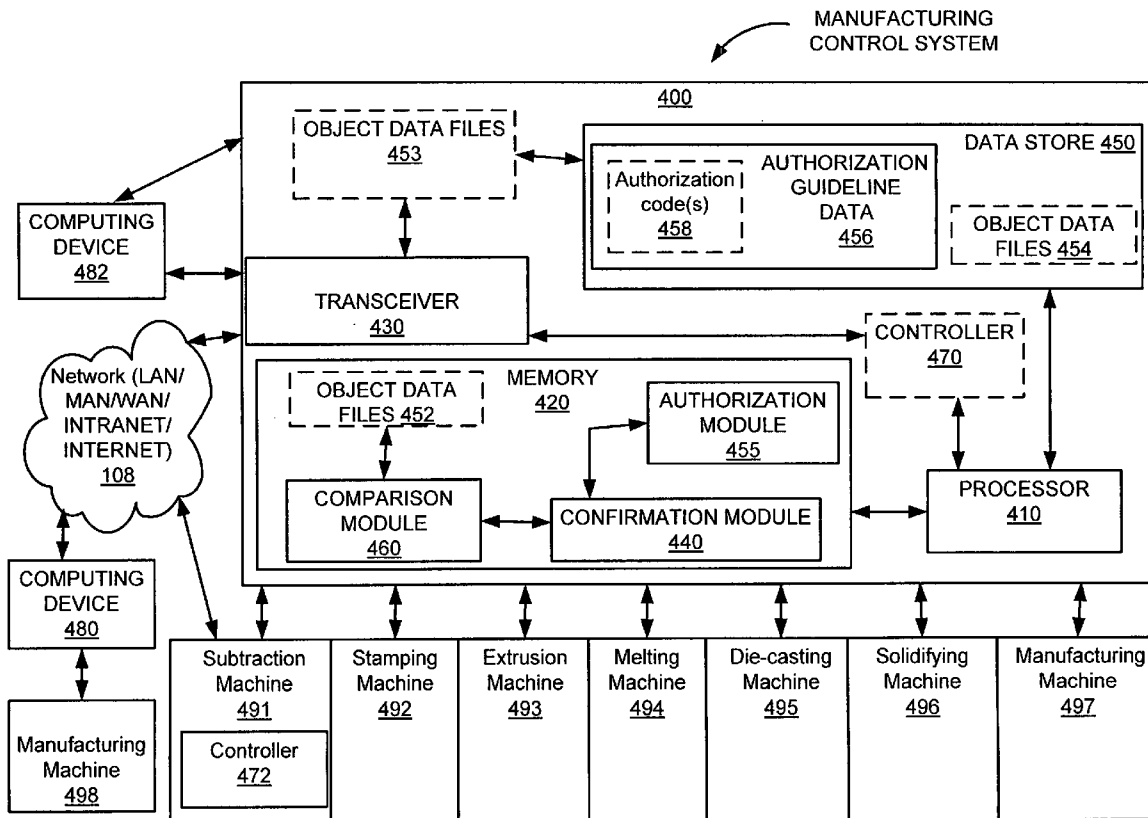 MANUFACTURING
CONTROL SYSTEM
400
OBJECT DATA FILES
453
DATA STORE 450
Authorization
code(s)
458
AUTHORIZATION
GUIDELINE
DATA
456
OBJECT DATA
FILES 454
COMPUTING
DEVICE
482
TRANSCEIVER
430
CONTROLLER
470
Network (LAN/
MAN/WAN/
INTRANET/
INTERNET)
108
MEMORY
420
OBJECT DATA
FILES 452
AUTHORIZATION
MODULE
455
COMPARISON
MODULE
460
CONFIRMATION MODULE
440
PROCESSOR
410
COMPUTING
DEVICE
480
Manufacturing
Machine
498
Subtraction
Machine
491
Controller
472
Stamping
Machine
492
Extrusion
Machine
493
Melting
Machine
494
Die-casting
Machine
495
Solidifying
Machine
496
Manufacturing
Machine
497